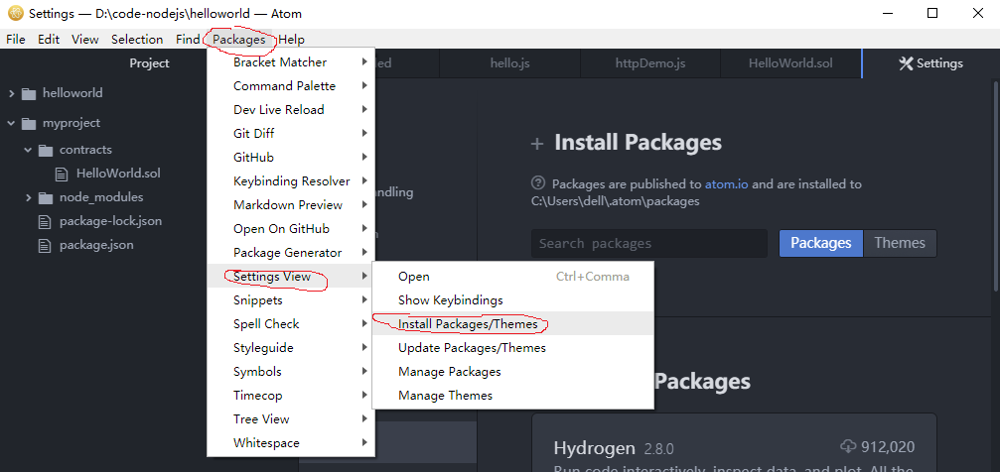 Settings — D:\code-nodejs\helloworld — Atom
File Edit View Selection Find Packages Help
Project
hello.js
httpDemo.js
HelloWorld.sol
Settings
helloworld
myproject
contracts
HelloWorld.sol
node_modules
package-lock.json
package.json
Bracket Matcher
Command Palette
Dev Live Reload
Git Diff
GitHub
Keybinding Resolver
Markdown Preview
Open On GitHub
Package Generator
Settings View
Snippets
Spell Check
Styleguide
Symbols
Timecop
Tree View
Whitespace
Open Ctrl+Comma
Show Keybindings
Install Packages/Themes
Update Packages/Themes
Manage Packages
Manage Themes
+ Install Packages
? Packages are published to atom.io and are installed to
C:\Users\dell\.atom\packages
Search packages
Packages Themes
Packages
Hydrogen 2.8.0 912,020
Run code interactively, inspect data, and plot. All the